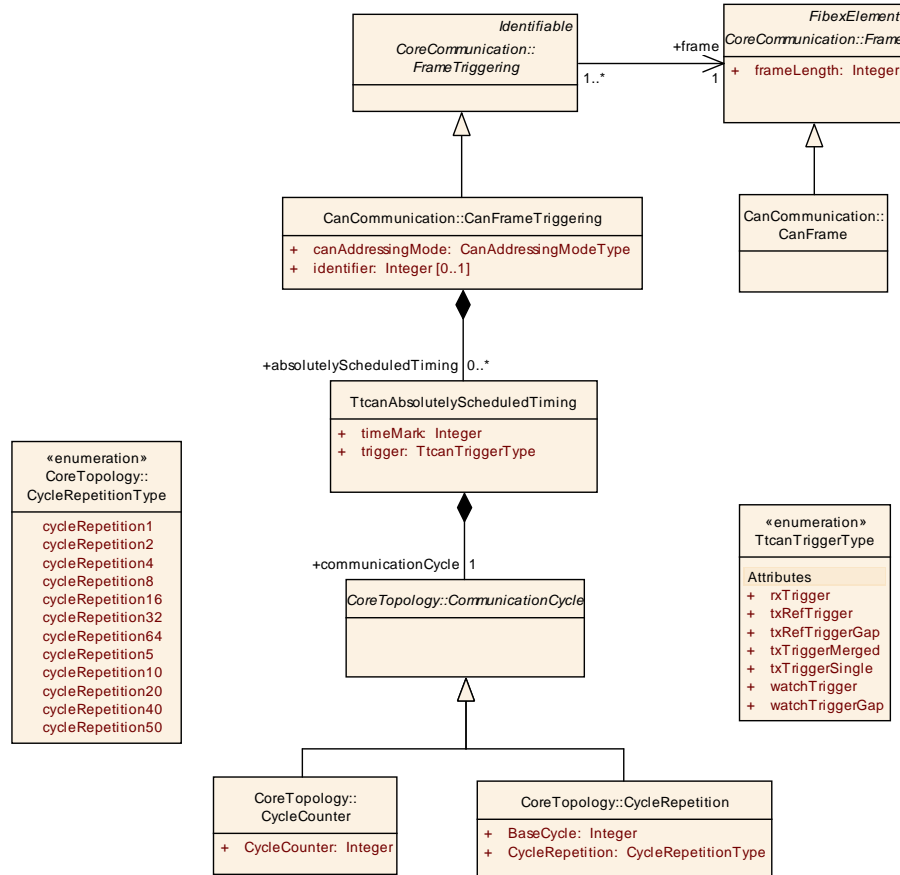 Identifiable
CoreCommunication::
FrameTriggering
+frame
1..*
1
FibexElement
CoreCommunication::Frame
+ frameLength: Integer
CanCommunication::CanFrameTriggering
+ canAddressingMode: CanAddressingModeType
+ identifier: Integer [0..1]
CanCommunication::
CanFrame
+absolutelyScheduledTiming 0..*
TtcanAbsolutelyScheduledTiming
+ timeMark: Integer
+ trigger: TtcanTriggerType
«enumeration»
CoreTopology::
CycleRepetitionType
cycleRepetition1
cycleRepetition2
cycleRepetition4
cycleRepetition8
cycleRepetition16
cycleRepetition32
cycleRepetition64
cycleRepetition5
cycleRepetition10
cycleRepetition20
cycleRepetition40
cycleRepetition50
«enumeration»
TtcanTriggerType
Attributes
+ rxTrigger
+ txRefTrigger
+ txRefTriggerGap
+ txTriggerMerged
+ txTriggerSingle
+ watchTrigger
+ watchTriggerGap
+communicationCycle 1
CoreTopology::CommunicationCycle
CoreTopology::
CycleCounter
+ CycleCounter: Integer
CoreTopology::CycleRepetition
+ BaseCycle: Integer
+ CycleRepetition: CycleRepetitionType